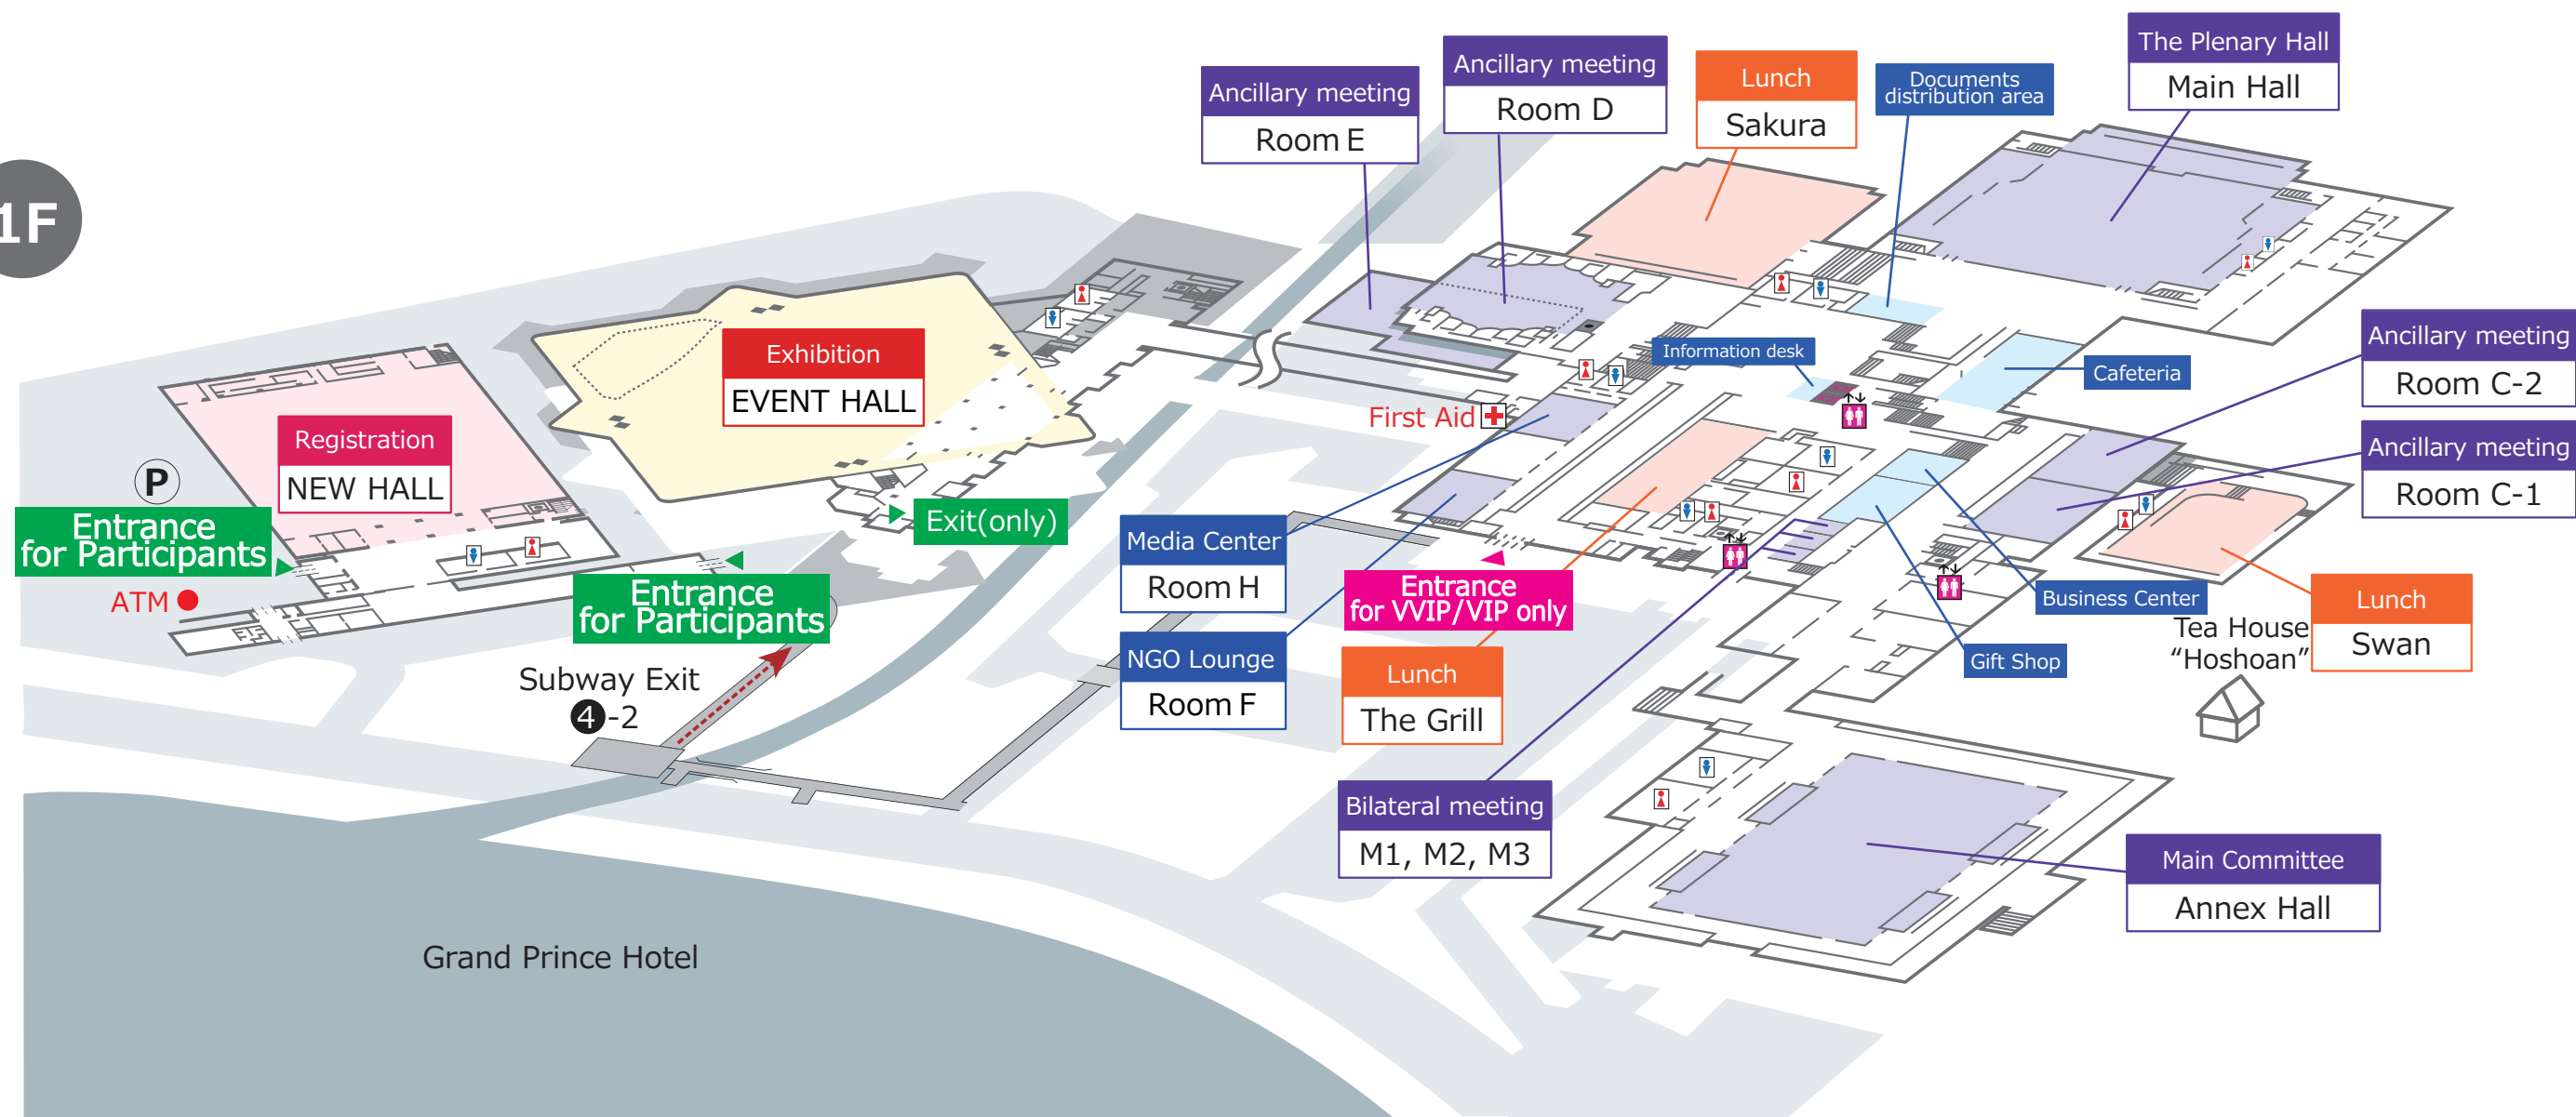 1F
Ancillary meeting
Room E
Ancillary meeting
Room D
Lunch
Sakura
Documents
distribution area
The Plenary Hall
Main Hall
Exhibition
EVENT HALL
Information desk
Cafeteria
Ancillary meeting
Room C-2
Ancillary meeting
Room C-1
Registration
NEW HALL
First Aid
P
Entrance
for Participants
ATM
Exit(only)
Entrance
for Participants
Media Center
Room H
Entrance
for VVIP/VIP only
NGO Lounge
Room F
Lunch
The Grill
Business Center
Gift Shop
Tea House
“Hoshoan”
Lunch
Swan
Subway Exit
4-2
Bilateral meeting
M1, M2, M3
Main Committee
Annex Hall
Grand Prince Hotel